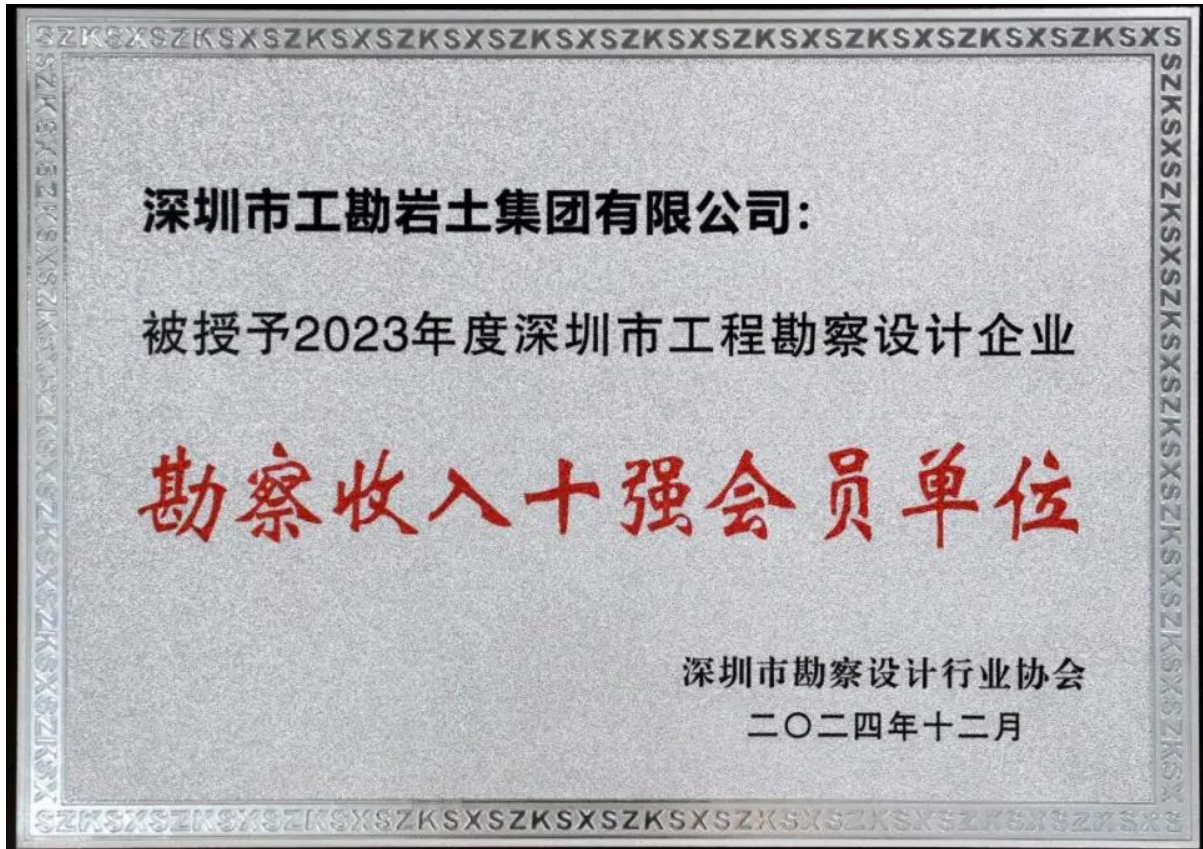 SZKSXSZKSXSZKSXSZKSXSZKSXSZKSXSZKSXSZKSXSZKSXS
深圳市工勘岩土集团有限公司：
被授予2023年度深圳市工程勘察设计企业
勘察收入十强会员单位
深圳市勘察设计行业协会
二〇二四年十二月